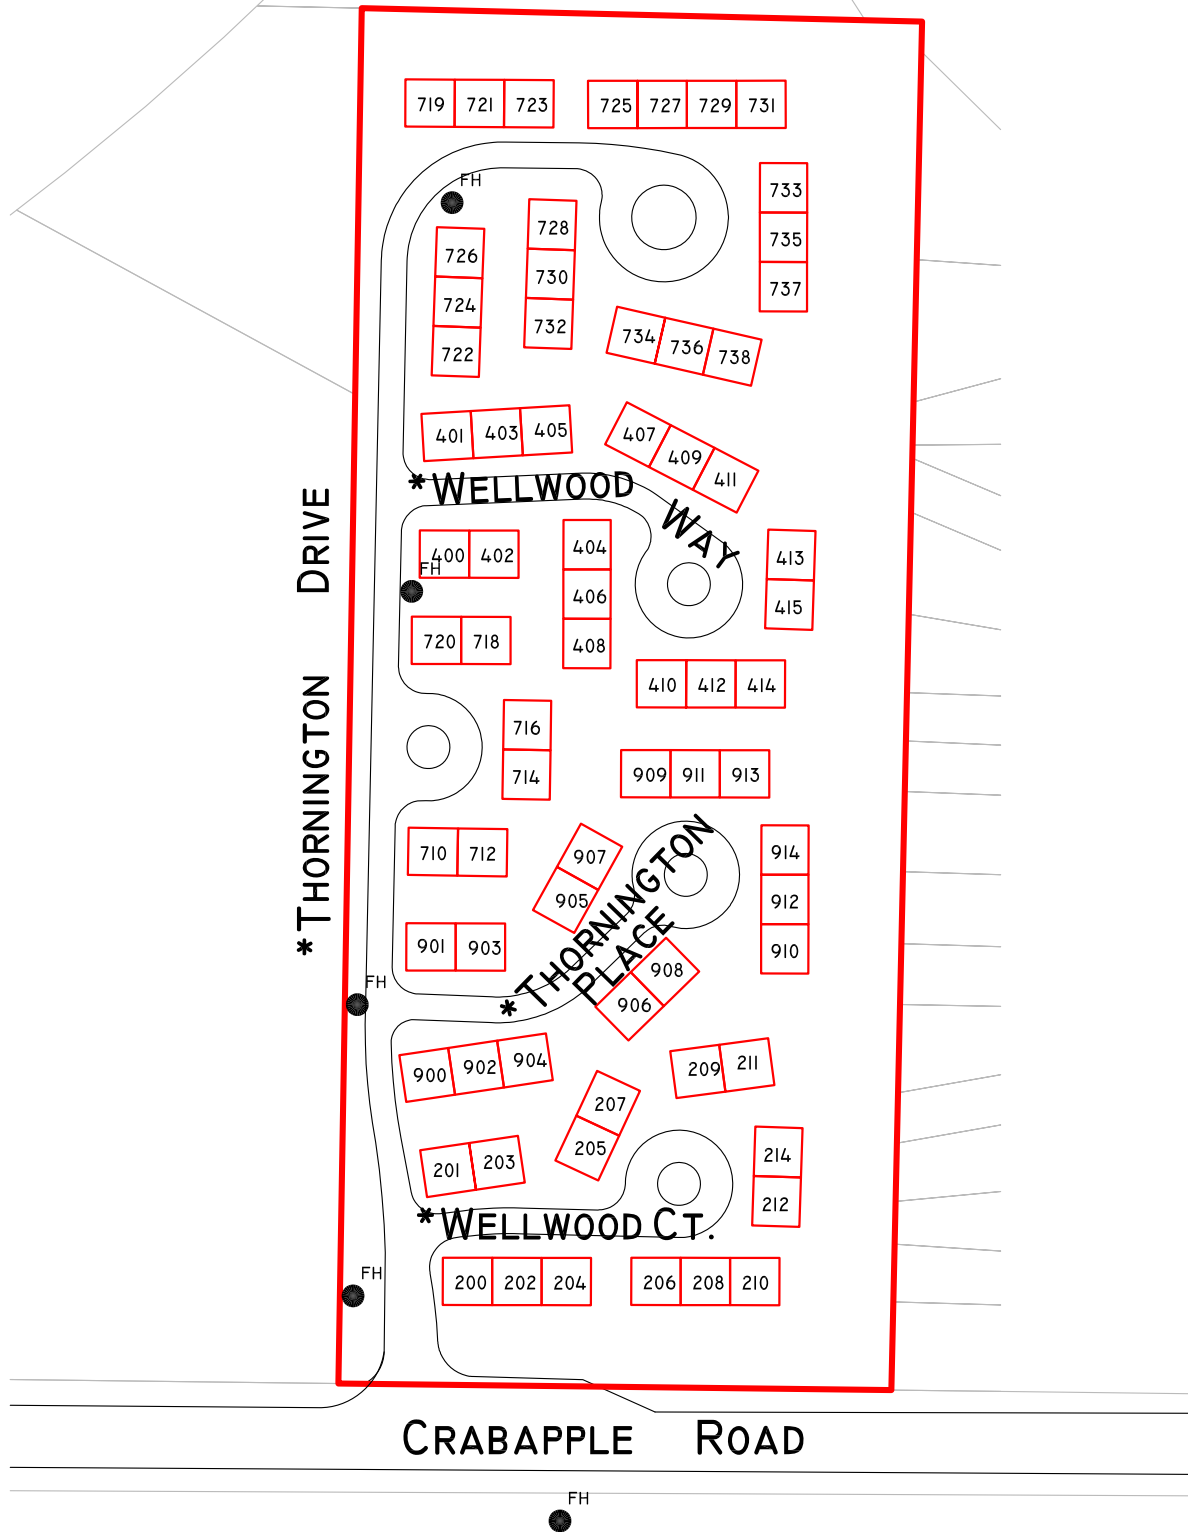 719 721 723 725 727 729 731
FH
733
735
737
726
724
722
728
730
732
734 736 738
401 403 405
407 409 411
* WELLWOOD WAY
400 402
FH
404
406
408
413
415
720 718
410 412 414
* THORNINGTON DRIVE
716
714
909 911 913
710 712
907
905
914
912
910
901 903
* THORNINGTON
PLACE
908
906
FH
900 902 904
209 211
207
205
201 203
214
212
* WELLWOOD CT.
FH
200 202 204 206 208 210
CRABAPPLE ROAD
FH